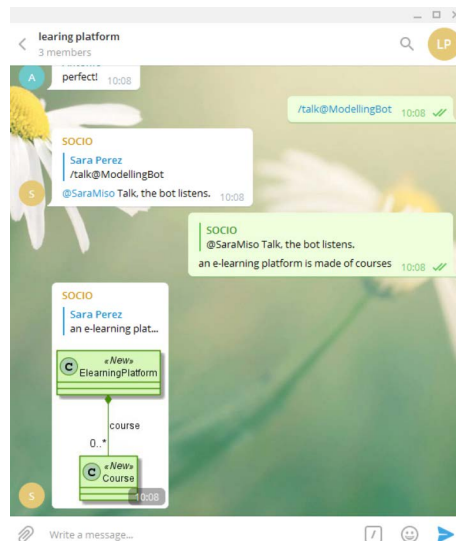 learing platform
3 members
LP
A
perfect! 10:08
/talk@ModellingBot 10:08
SOCIO
Sara Perez
/talk@ModellingBot
@SaraMiso Talk, the bot listens. 10:08
S
SOCIO
@SaraMiso Talk, the bot listens.
an e-learning platform is made of courses 10:08
SOCIO
Sara Perez
an e-learning plat...
C «New»
ElearningPlatform
course
0..*
C «New»
Course
10:08
S
Write a message...